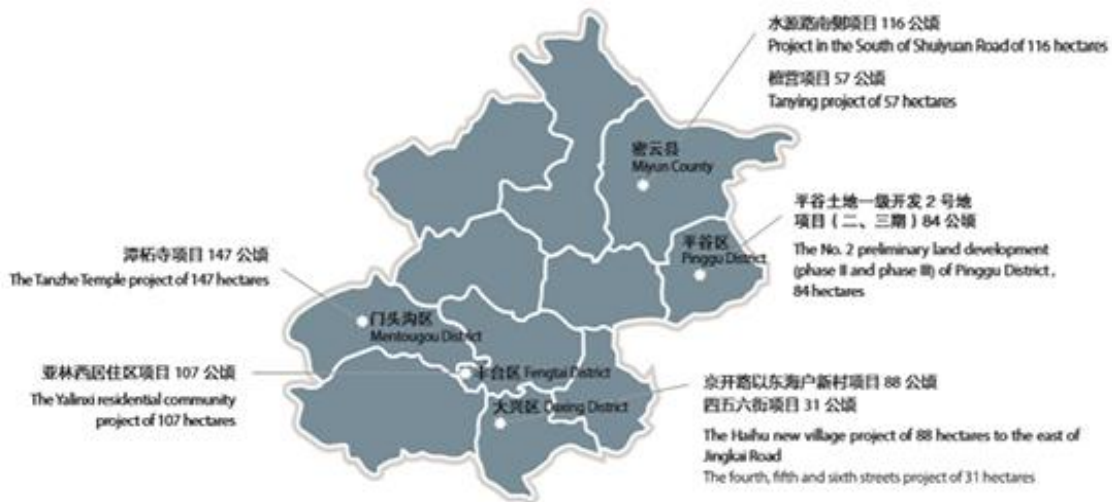 水源路南侧项目 116 公顷
Project in the South of Shuiyuan Road of 116 hectares
檀营项目 57 公顷
Tanying project of 57 hectares
密云县
Miyun County
平谷土地一级开发 2 号地
项目（二、三期）84 公顷
The No. 2 preliminary land development
(phase II and phase III) of Pinggu District ,
84 hectares
平谷区
Pinggu District
潭柘寺项目 147 公顷
The Tanzhe Temple project of 147 hectares
门头沟区
Mentougou District
亚林西居住区项目 107 公顷
The Yalinxi residential community
project of 107 hectares
丰台区 Fengtai District
大兴区 Daxing District
京开路以东海户新村项目 88 公顷
四五六街项目 31 公顷
The Haihu new village project of 88 hectares to the east of
Jingkai Road
The fourth, fifth and sixth streets project of 31 hectares